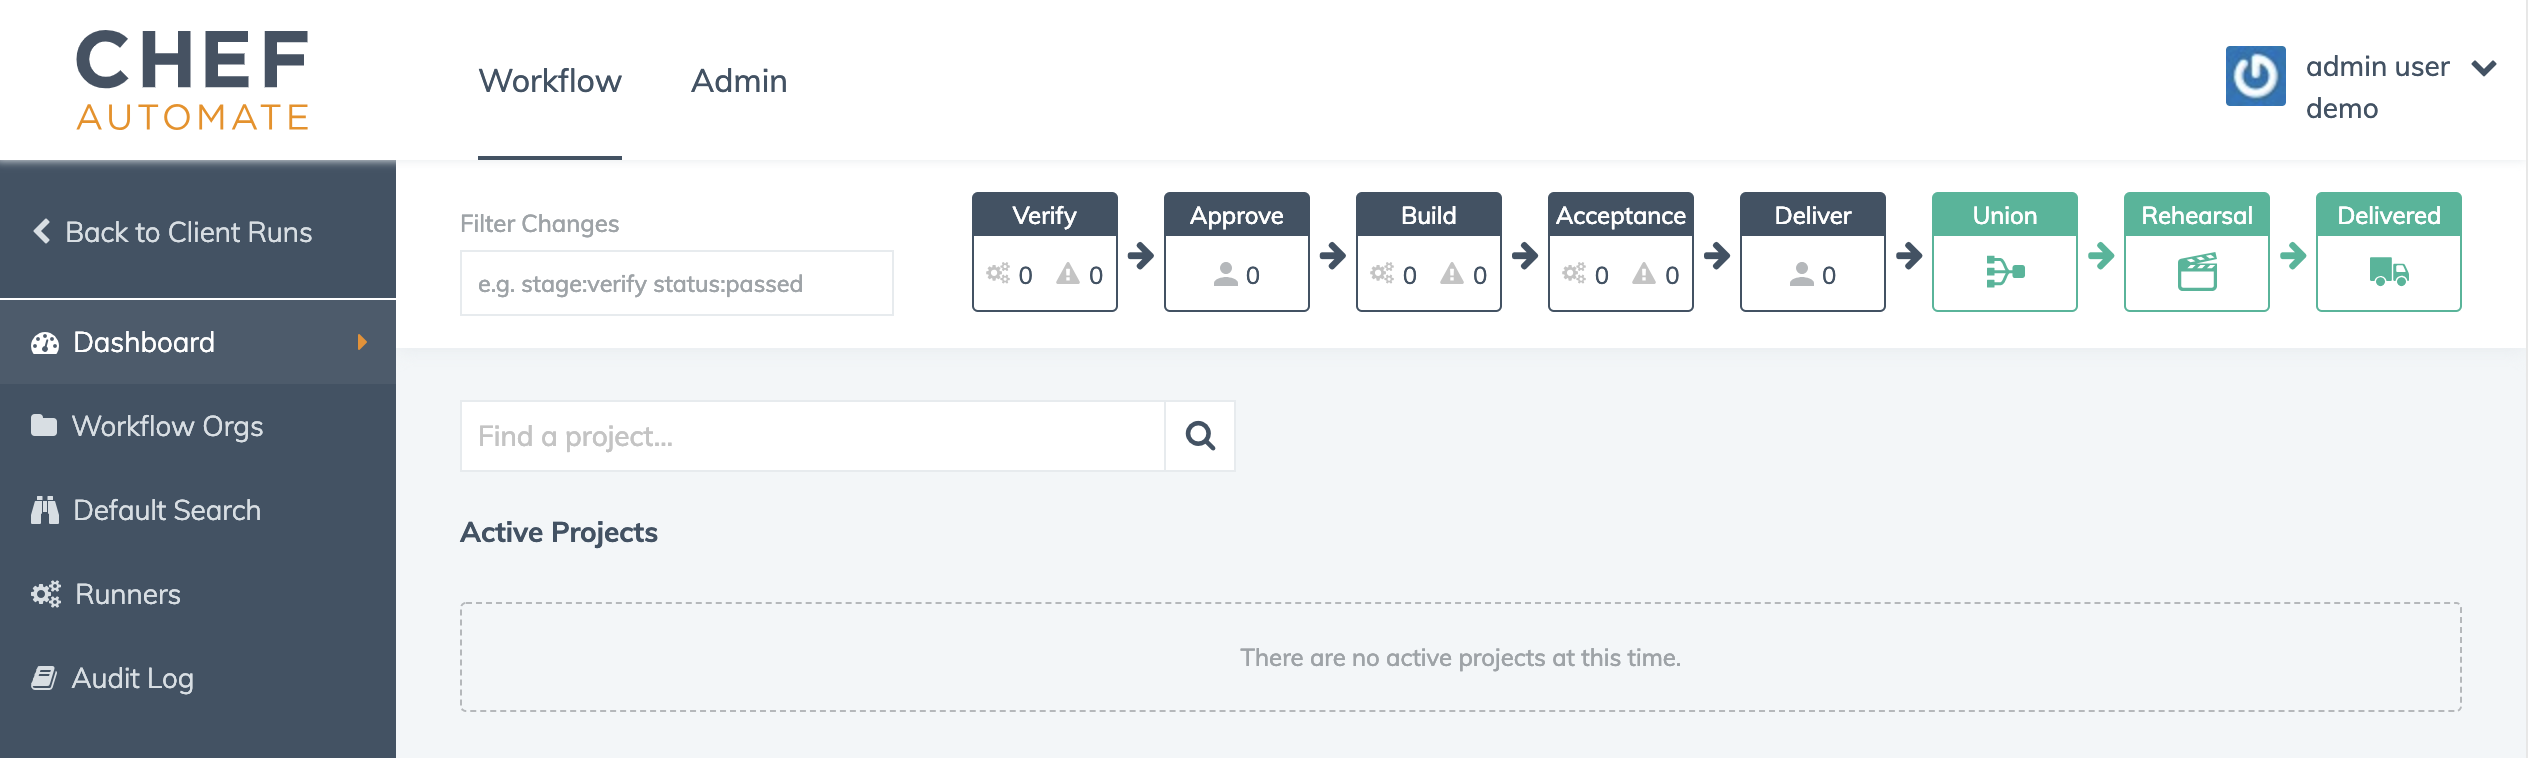 CHEF
AUTOMATE
Workflow Admin
admin user
demo
Back to Client Runs
Dashboard
Workflow Orgs
Default Search
Runners
Audit Log
Filter Changes
e.g. stage:verify status:passed
Verify Approve Build Acceptance Deliver Union Rehearsal Delivered
0 0 0 0 0 0 0 0
Find a project...
Active Projects
There are no active projects at this time.